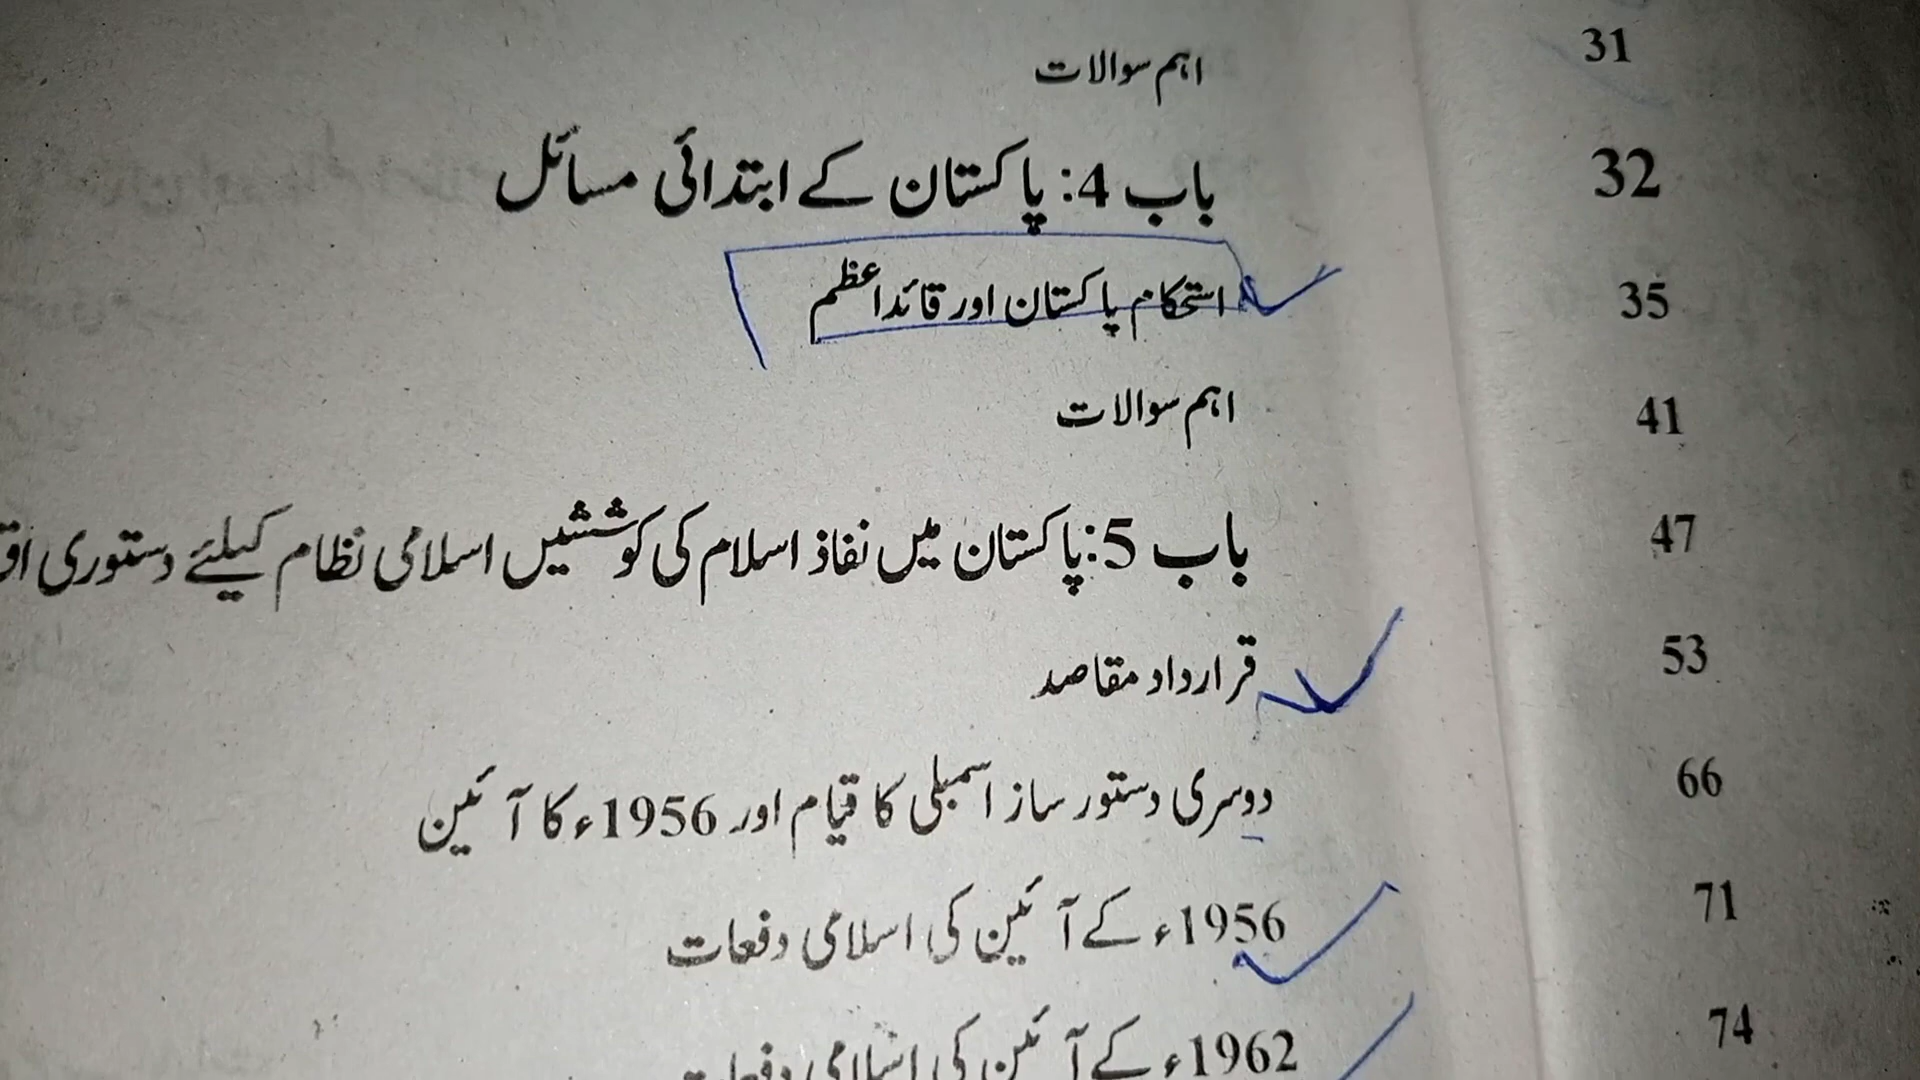 اہم سوالات 31
باب 4: پاکستان کے ابتدائی مسائل 32
استحکام پاکستان اور قائداعظم 35
اہم سوالات 41
باب 5: پاکستان میں نفاذ اسلام کی کوششیں اسلامی نظام کیلئے دستوری 47
قرارداد مقاصد 53
دوسری دستور ساز اسمبلی کا قیام اور 1956ء کا آئین 66
1956ء کے آئین کی اسلامی دفعات 71
1962ء کے آئین کی اسلامی دفعات 74